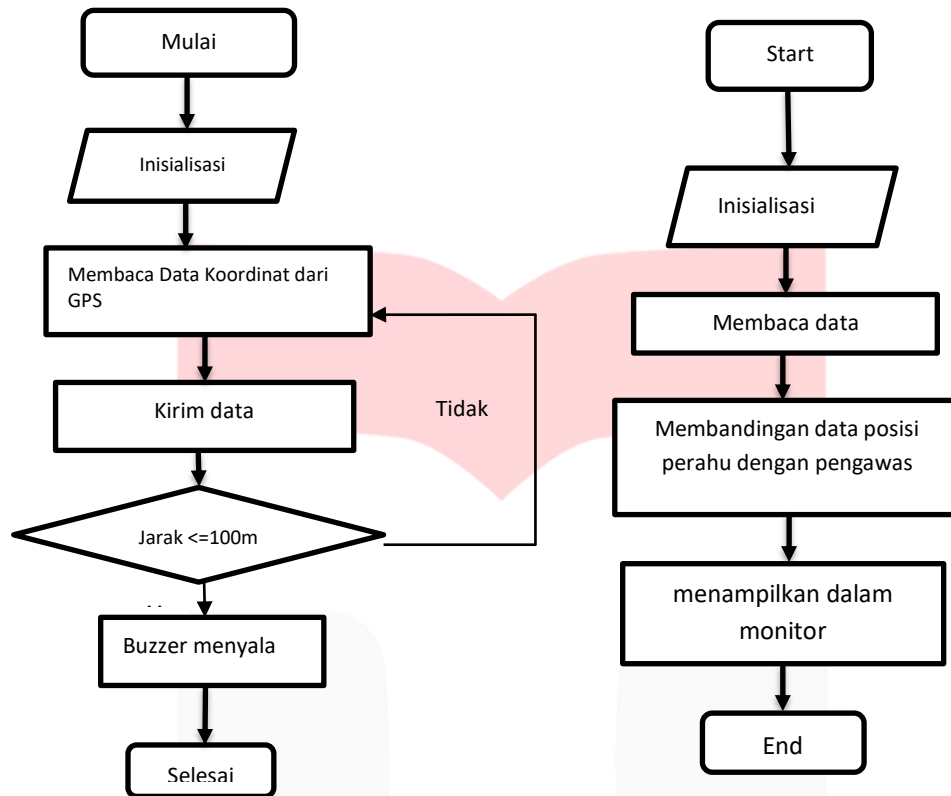 Mulai
Inisialisasi
Membaca Data Koordinat dari
GPS
Kirim data
Tidak
Jarak <=100m
Buzzer menyala
Selesai
Start
Inisialisasi
Membaca data
Membandingan data posisi
perahu dengan pengawas
menampilkan dalam
monitor
End